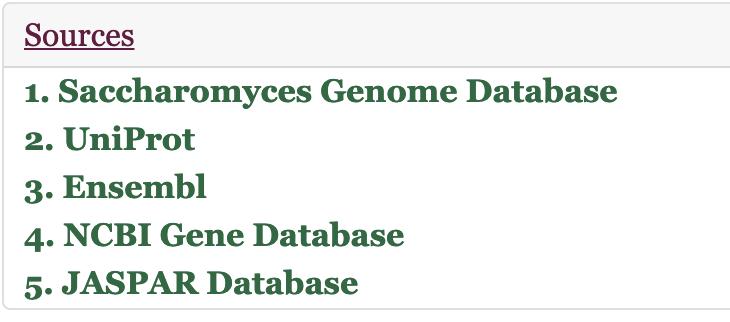 Sources
1. Saccharomyces Genome Database
2. UniProt
3. Ensembl
4. NCBI Gene Database
5. JASPAR Database